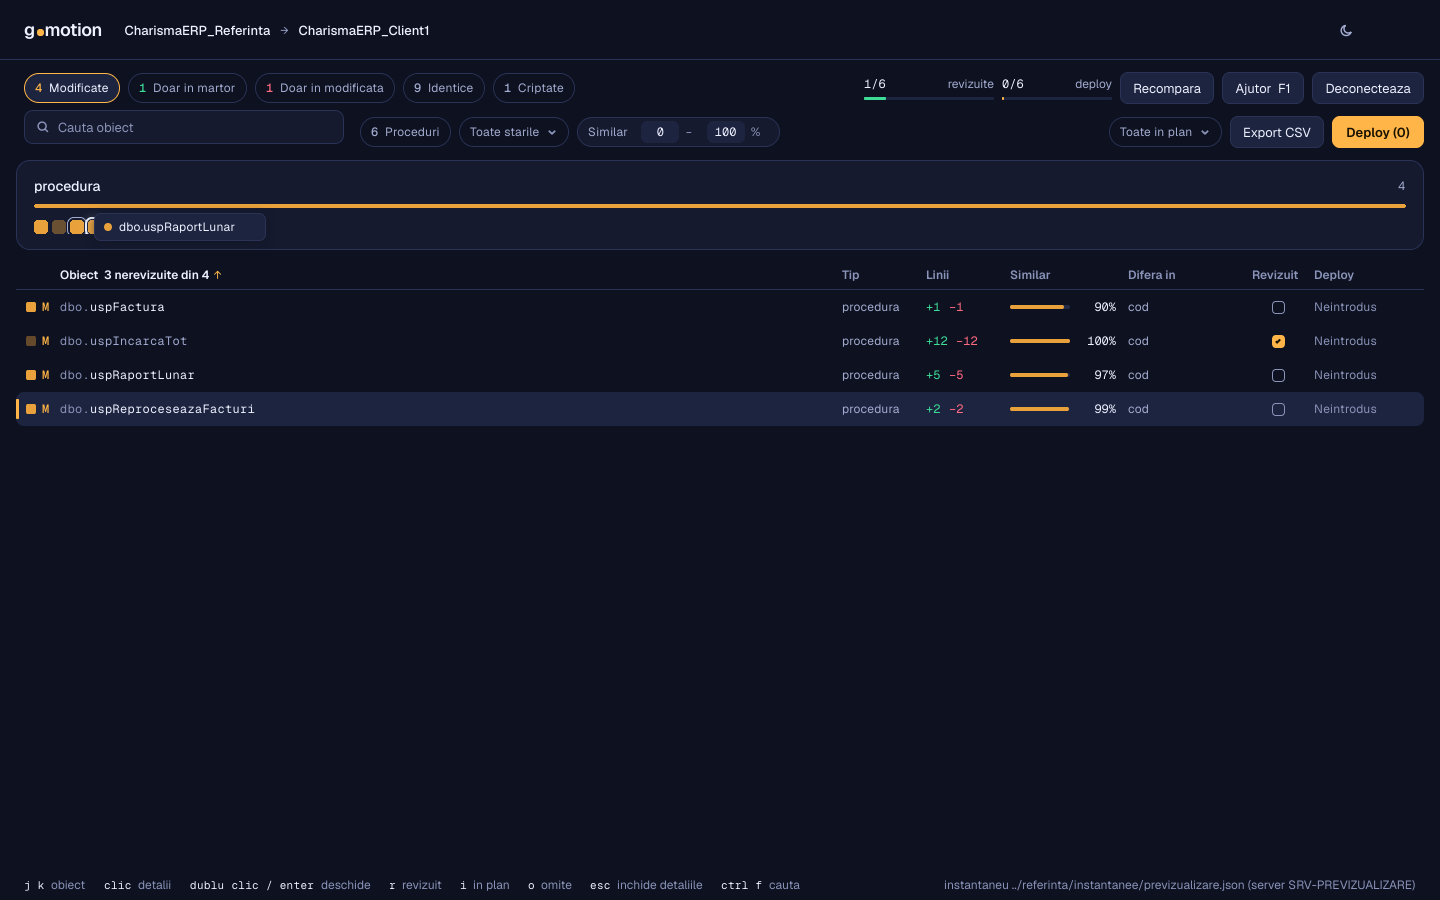 g●motion CharismaERP_Referinta → CharismaERP_Client1
4 Modificate 1 Doar in martor 1 Doar in modificata 9 Identice 1 Criptate 1/6 revizuite 0/6 deploy Recompara Ajutor F1 Deconecteaza
Cauta obiect 6 Proceduri Toate starile Similar 0 - 100 % Toate in plan Export CSV Deploy (0)
procedura 4
dbo.uspRaportLunar
Obiect 3 nerevizuite din 4 ↑ Tip Linii Similar Difera in Revizuit Deploy
M dbo.uspFactura procedura +1 −1 90% cod Neintrodus
M dbo.uspIncarcaTot procedura +12 −12 100% cod Neintrodus
M dbo.uspRaportLunar procedura +5 −5 97% cod Neintrodus
M dbo.uspReproceseazaFacturi procedura +2 −2 99% cod Neintrodus
j k obiect clic detalii dublu clic / enter deschide r revizuit i in plan o omite esc inchide detaliile ctrl f cauta instantaneu ../referinta/instantanee/previzualizare.json (server SRV-PREVIZUALIZARE)